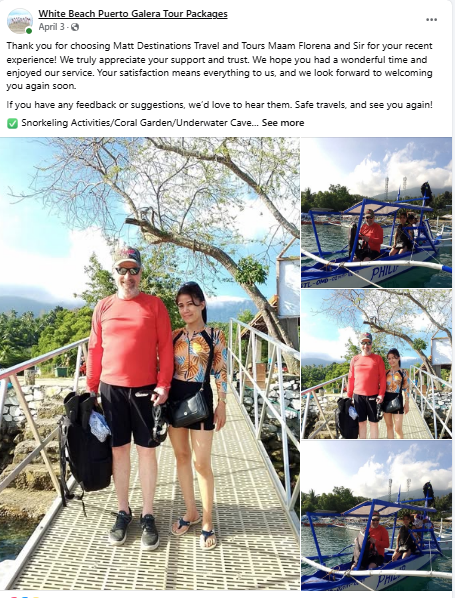 White Beach Puerto Galera Tour Packages
April 3 ·
Thank you for choosing Matt Destinations Travel and Tours Maam Florena and Sir for your recent
experience! We truly appreciate your support and trust. We hope you had a wonderful time and
enjoyed our service. Your satisfaction means everything to us, and we look forward to welcoming
you again soon.
If you have any feedback or suggestions, we'd love to hear them. Safe travels, and see you again!
✅ Snorkeling Activities/Coral Garden/Underwater Cave... See more
PHILI